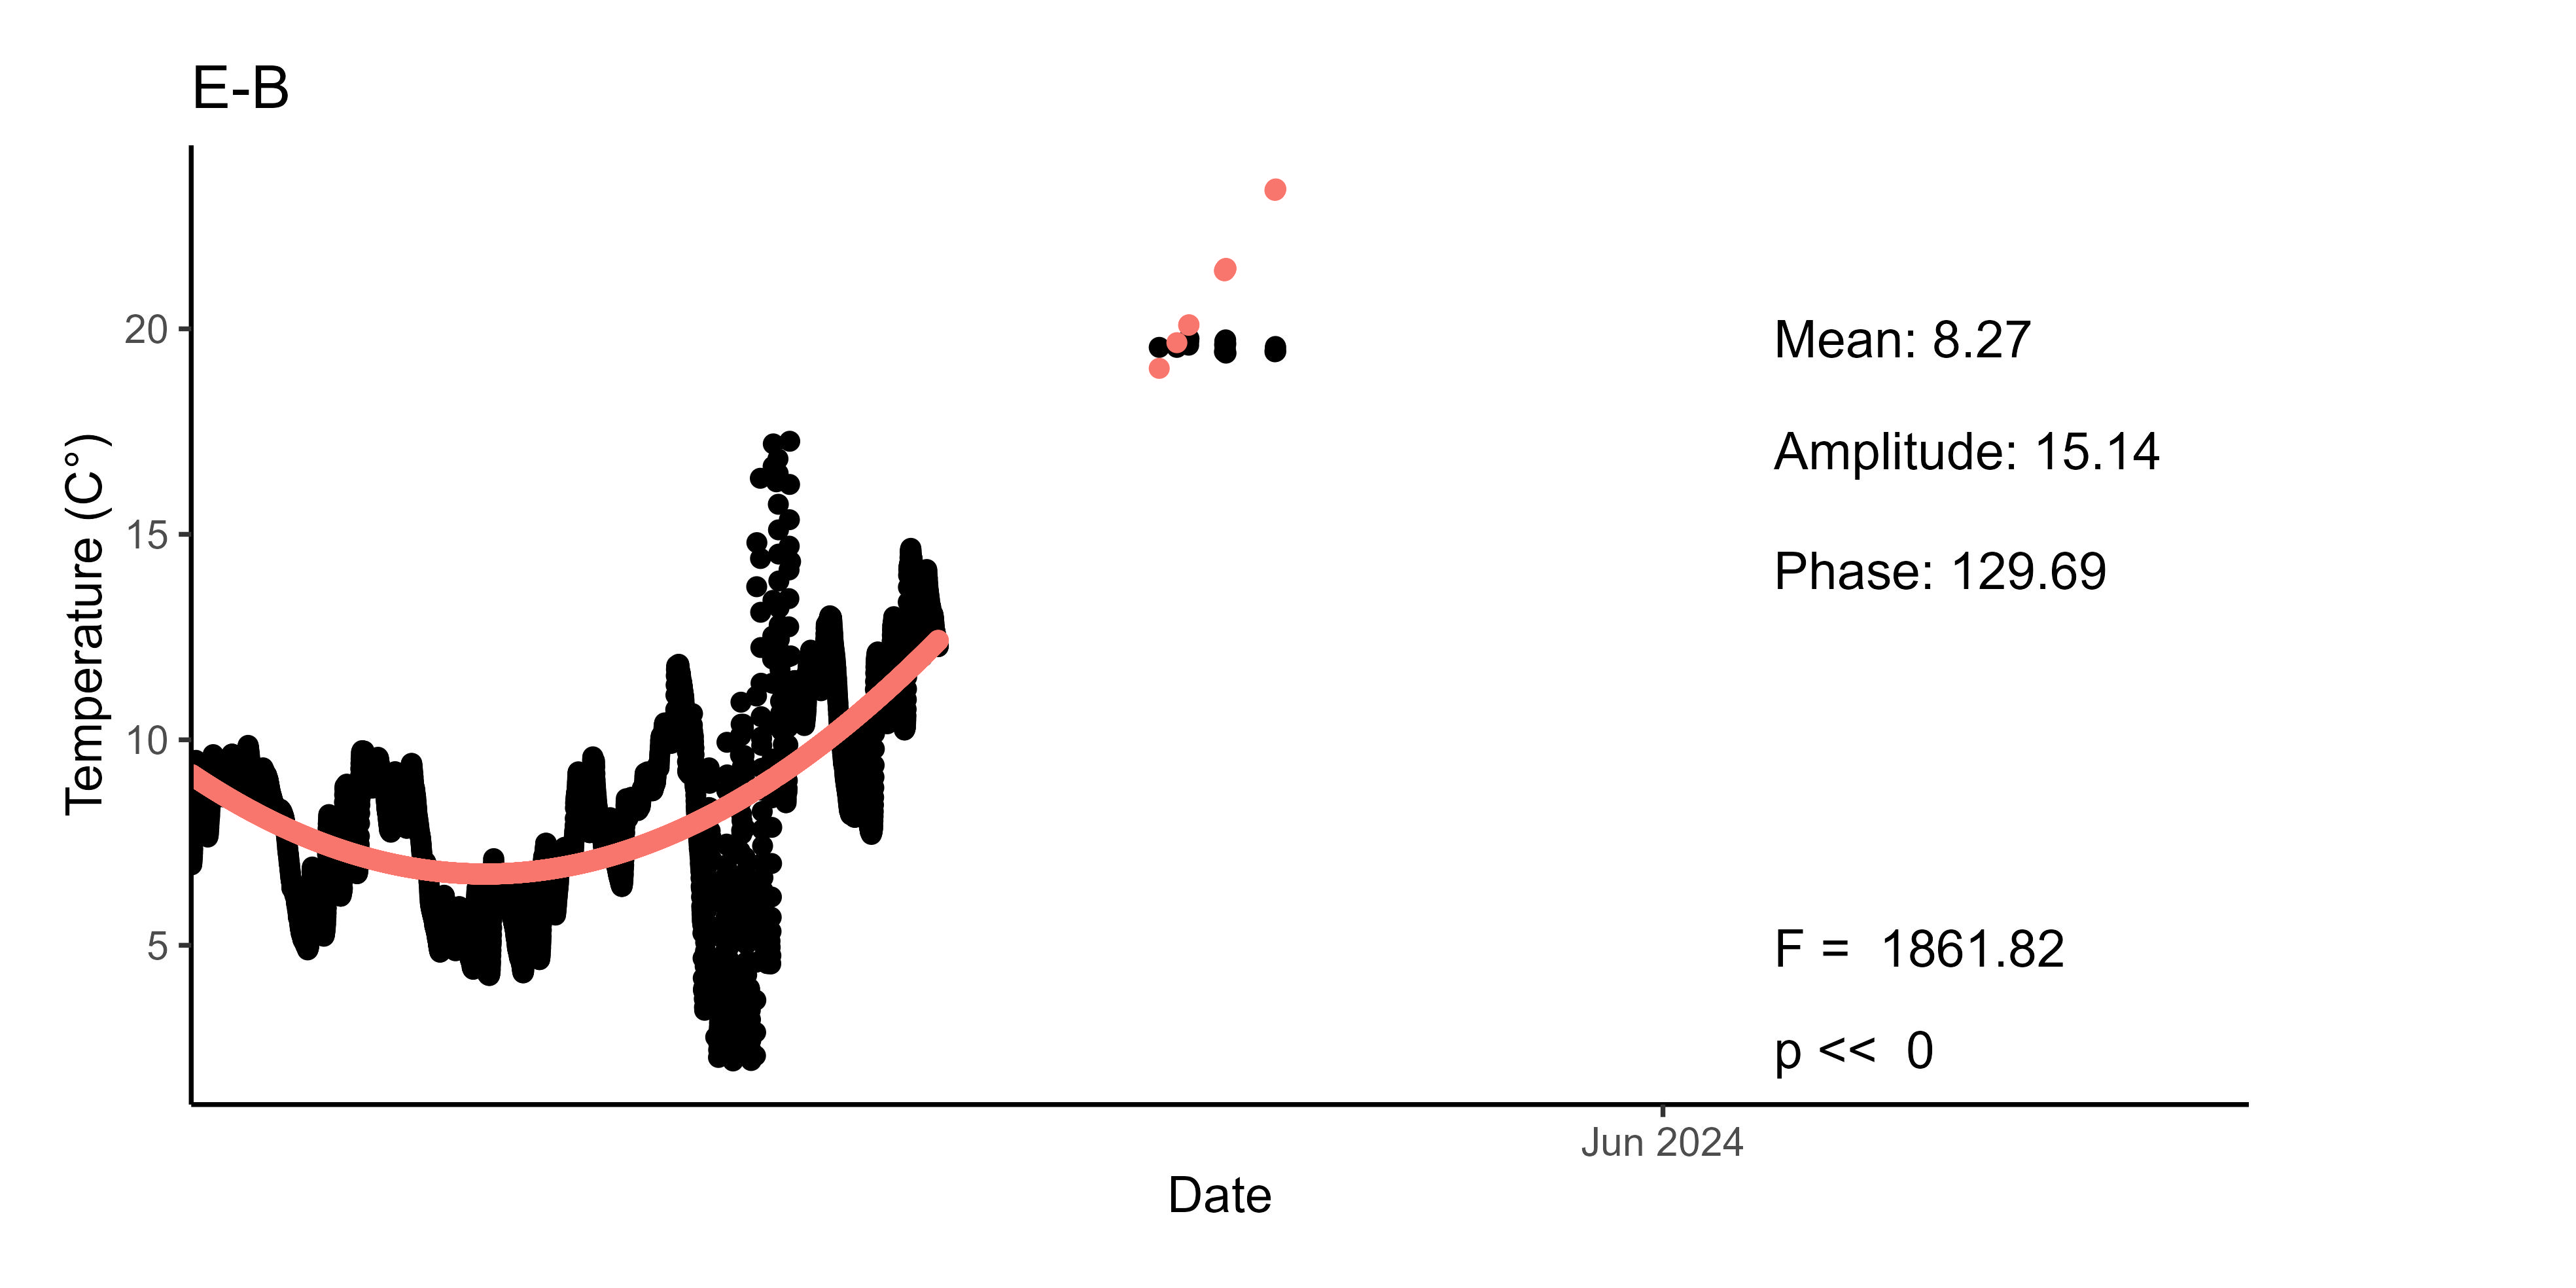 E-B
Temperature (C°)
20
15
10
5
Mean: 8.27
Amplitude: 15.14
Phase: 129.69
F =  1861.82
p <<  0
Jun 2024
Date